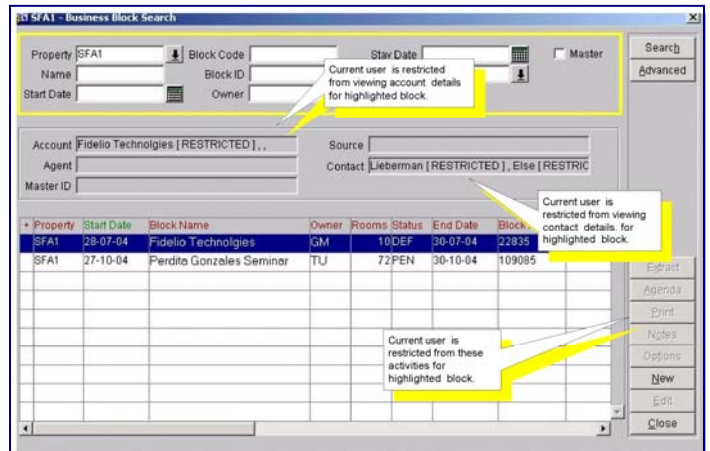 SFA1 - Business Block Search
Property SFA1 Block Code Stay Date Master
Name Block ID
Start Date Owner
Search
Advanced
Current user is restricted
from viewing account details
for highlighted block.
Account Fidelio Technolgies [ RESTRICTED ] , , Source
Agent Contact Lieberman [ RESTRICTED ] , Else [ RESTRIC
Master ID
Current user is
restricted from viewing
contact details. for
highlighted block.
+ Property Start Date Block Name Owner Rooms Status End Date Block
SFA1 28-07-04 Fidelio Technolgies GM 10 DEF 30-07-04 22835
SFA1 27-10-04 Perdita Gonzales Seminar TU 72 PEN 30-10-04 109085
Current user is
restricted from these
activities for
highlighted block.
Extract
Agenda
Print
Notes
Options
New
Edit
Close